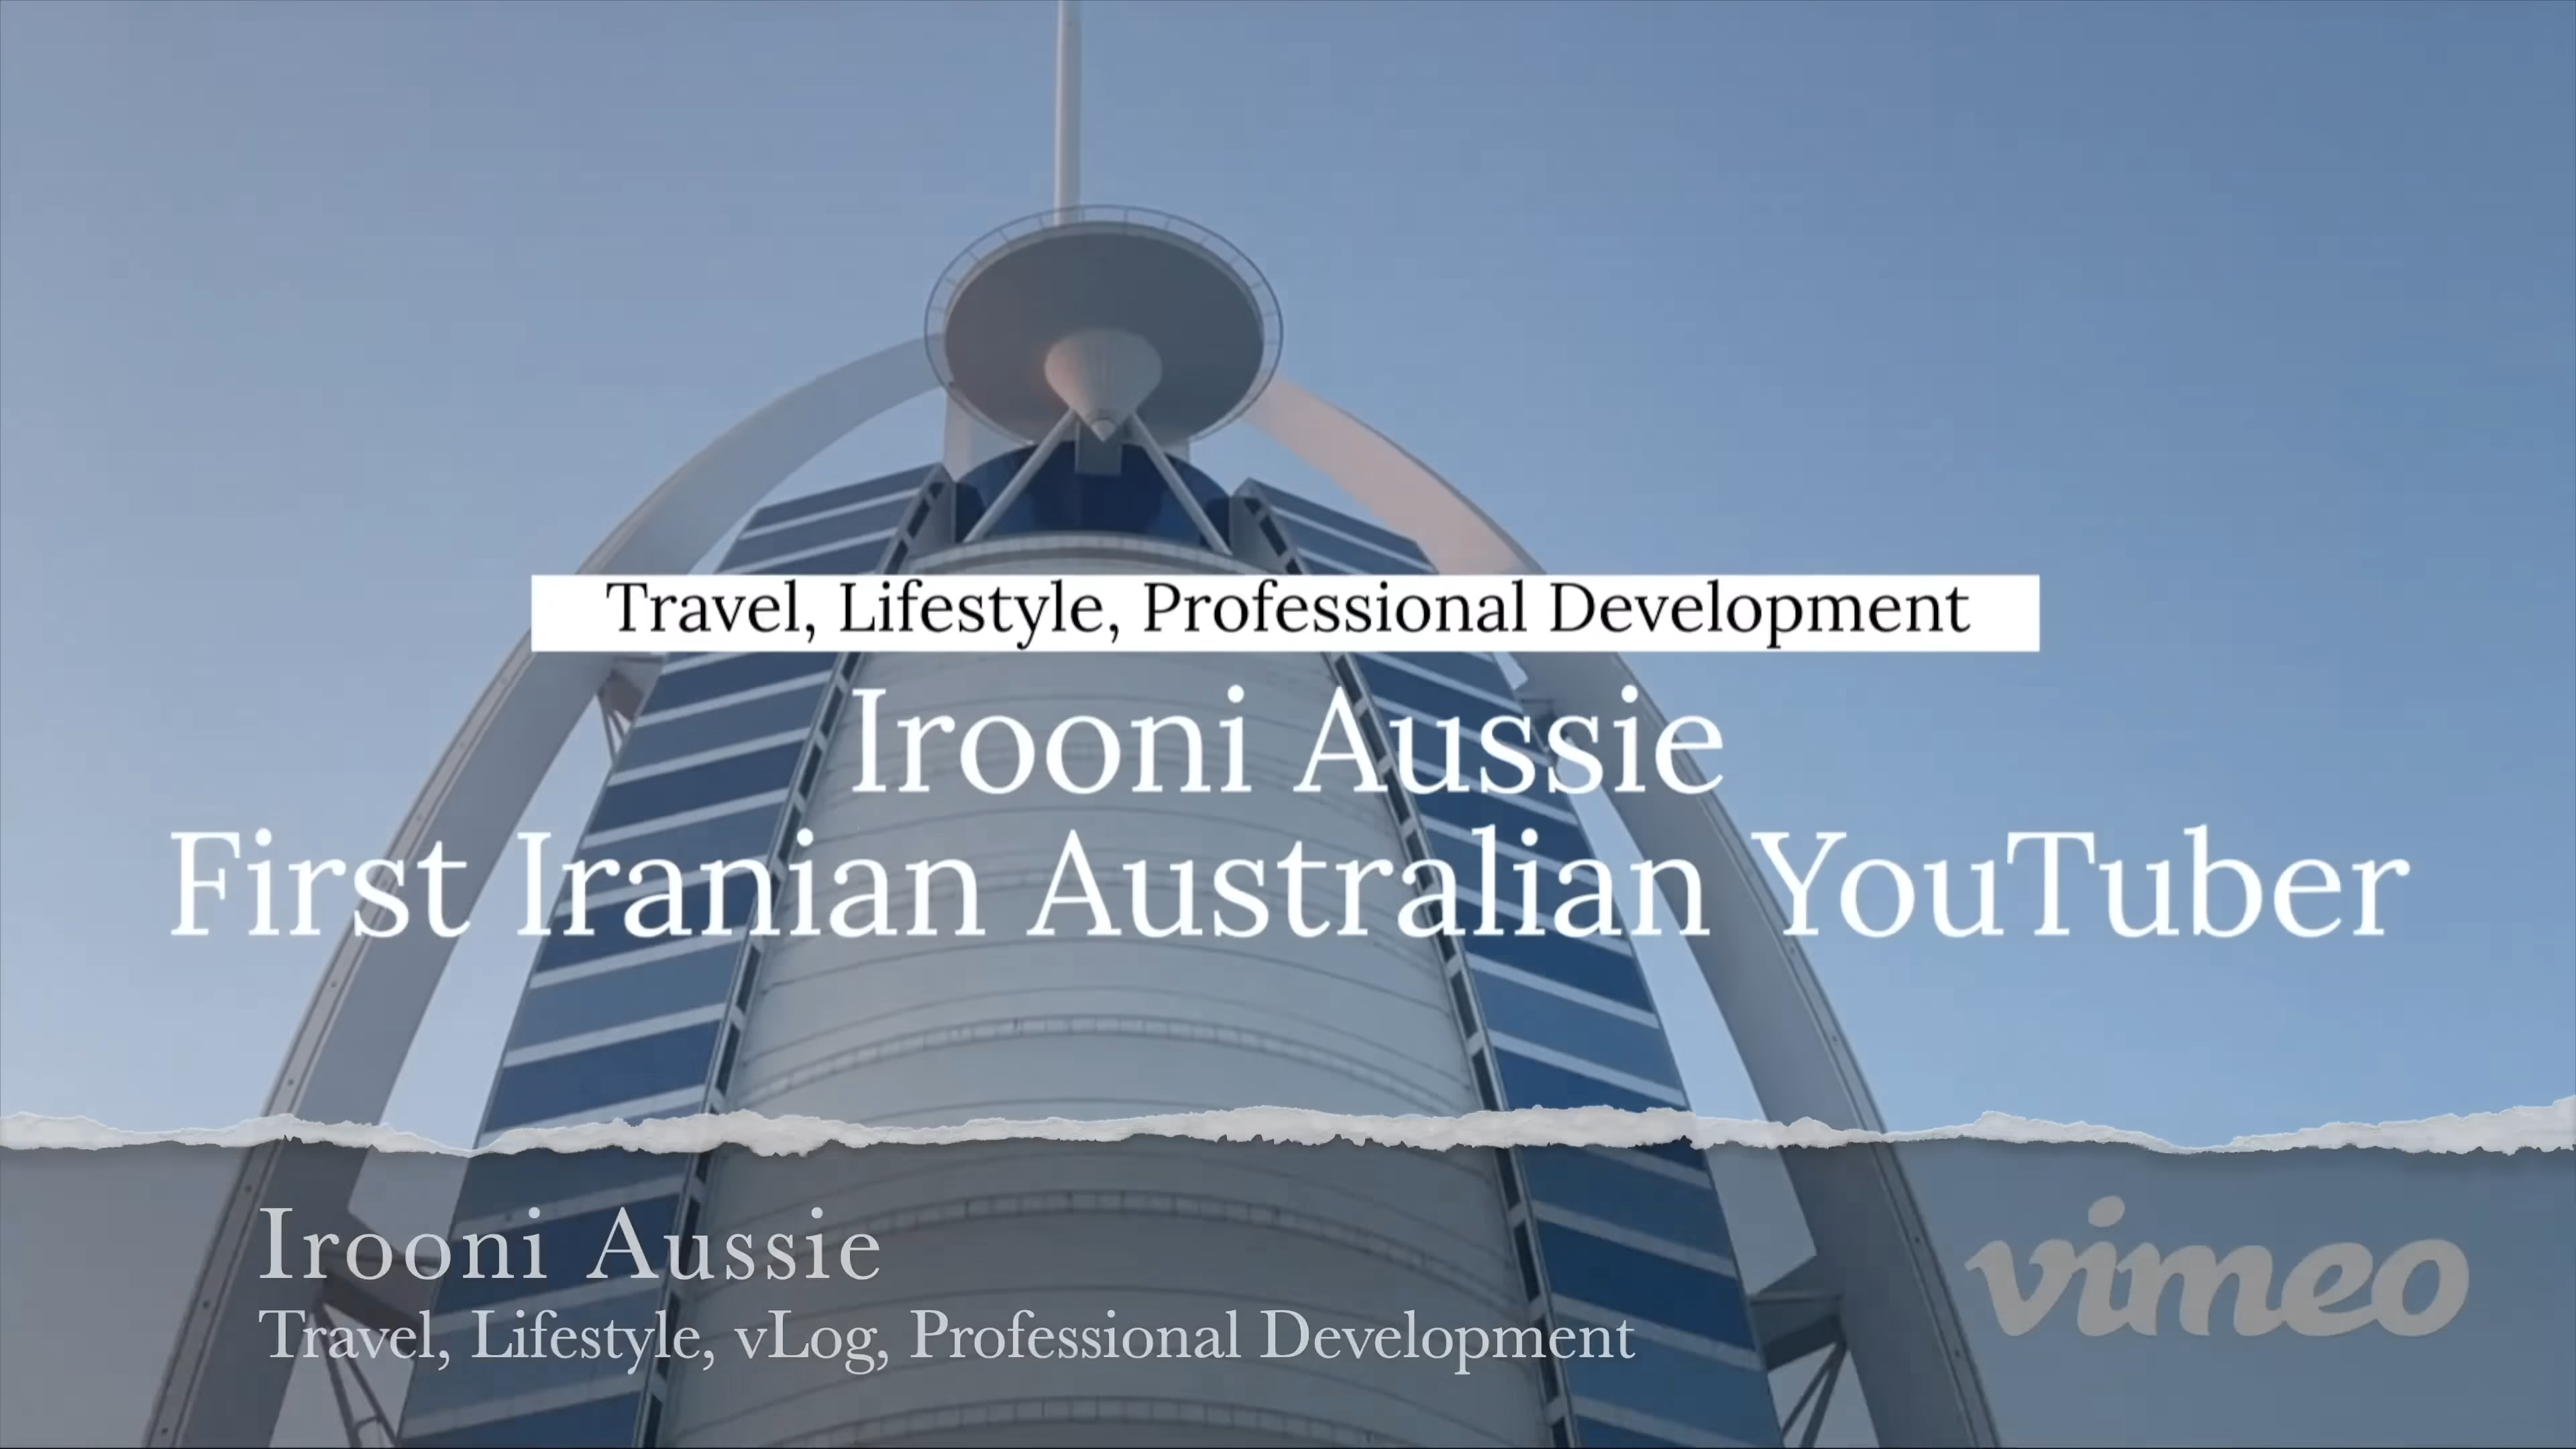 Travel, Lifestyle, Professional Development
Irooni Aussie
First Iranian Australian YouTuber
Irooni Aussie
Travel, Lifestyle, vLog, Professional Development
vimeo